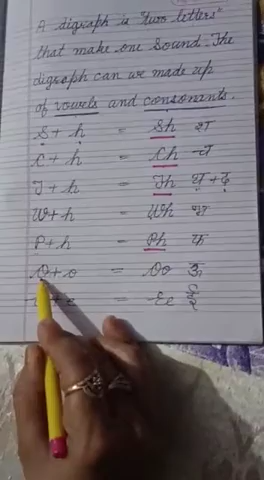 A digraph is "two letters"
that make one sound. The
digraph can we made up
of vowels and consonants.
S + h = Sh श
C + h = Ch च
T + h = Th थ + द
W + h = Wh
P + h = Ph फ
O + o = Oo ऊ
+ e = Ee ई